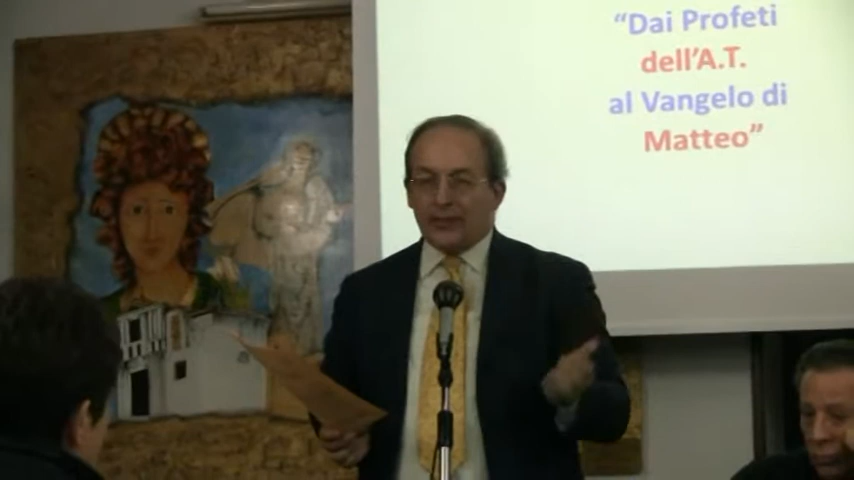 “Dai Profeti
dell’A.T.
al Vangelo di
Matteo”